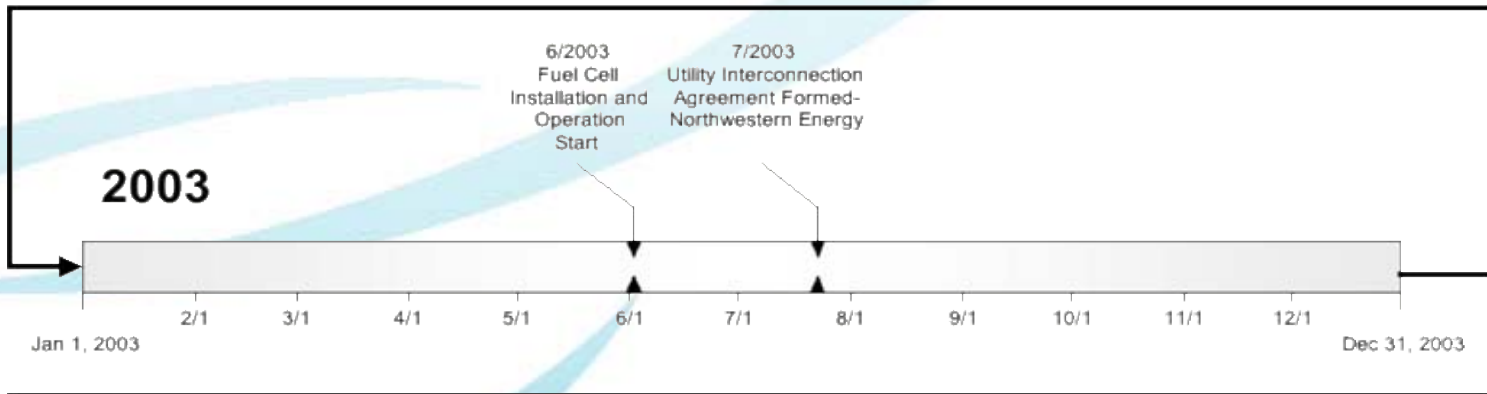 6/2003
Fuel Cell
Installation and
Operation
Start
7/2003
Utility Interconnection
Agreement Formed-
Northwestern Energy
2003
2/1 3/1 4/1 5/1 6/1 7/1 8/1 9/1 10/1 11/1 12/1
Jan 1, 2003 Dec 31, 2003